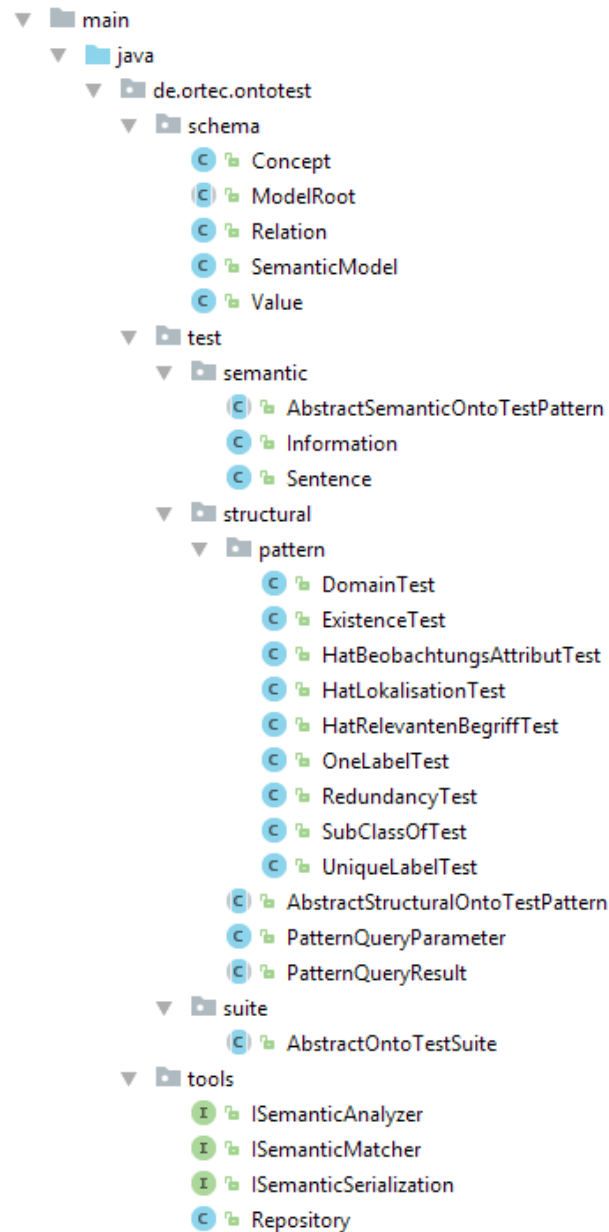 main
java
de.ortec.ontotest
schema
C Concept
C ModelRoot
C Relation
C SemanticModel
C Value
test
semantic
C AbstractSemanticOntoTestPattern
C Information
C Sentence
structural
pattern
C DomainTest
C ExistenceTest
C HatBeobachtungsAttributTest
C HatLokalisationTest
C HatRelevantenBegriffTest
C OneLabelTest
C RedundancyTest
C SubClassOfTest
C UniqueLabelTest
C AbstractStructuralOntoTestPattern
C PatternQueryParameter
C PatternQueryResult
suite
C AbstractOntoTestSuite
tools
I ISemanticAnalyzer
I ISemanticMatcher
I ISemanticSerialization
C Repository